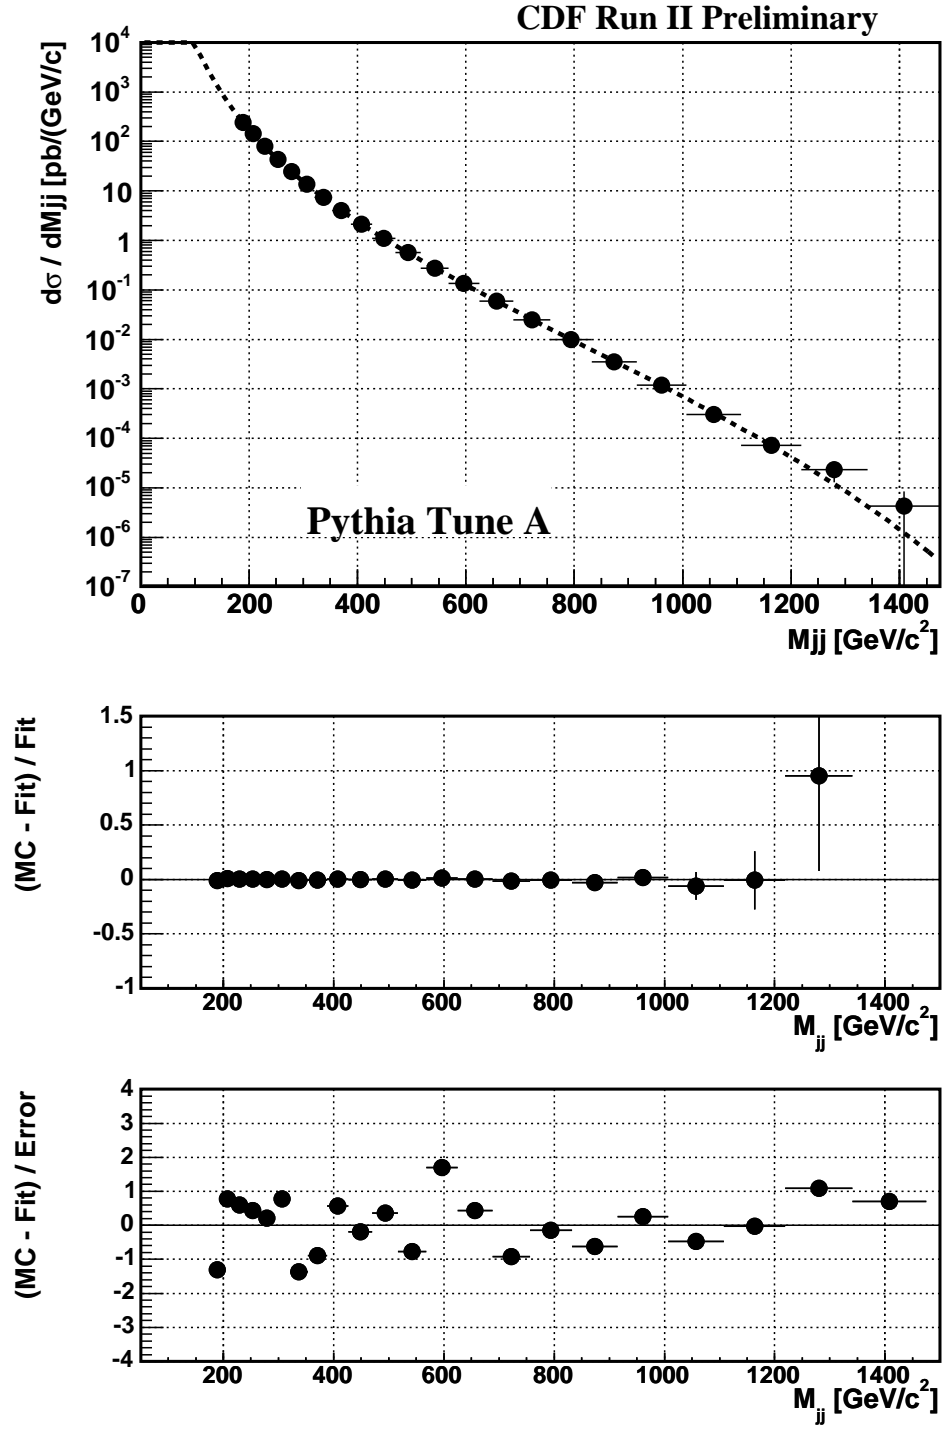 CDF Run II Preliminary
dσ / dMjj [pb/(GeV/c)]
10^4
10^3
10^2
10
1
10^-1
10^-2
10^-3
10^-4
10^-5
10^-6
10^-7
Pythia Tune A
0 200 400 600 800 1000 1200 1400
Mjj [GeV/c^2]
(MC - Fit) / Fit
1.5
1
0.5
0
-0.5
-1
200 400 600 800 1000 1200 1400
M_jj [GeV/c^2]
(MC - Fit) / Error
4
3
2
1
0
-1
-2
-3
-4
200 400 600 800 1000 1200 1400
M_jj [GeV/c^2]